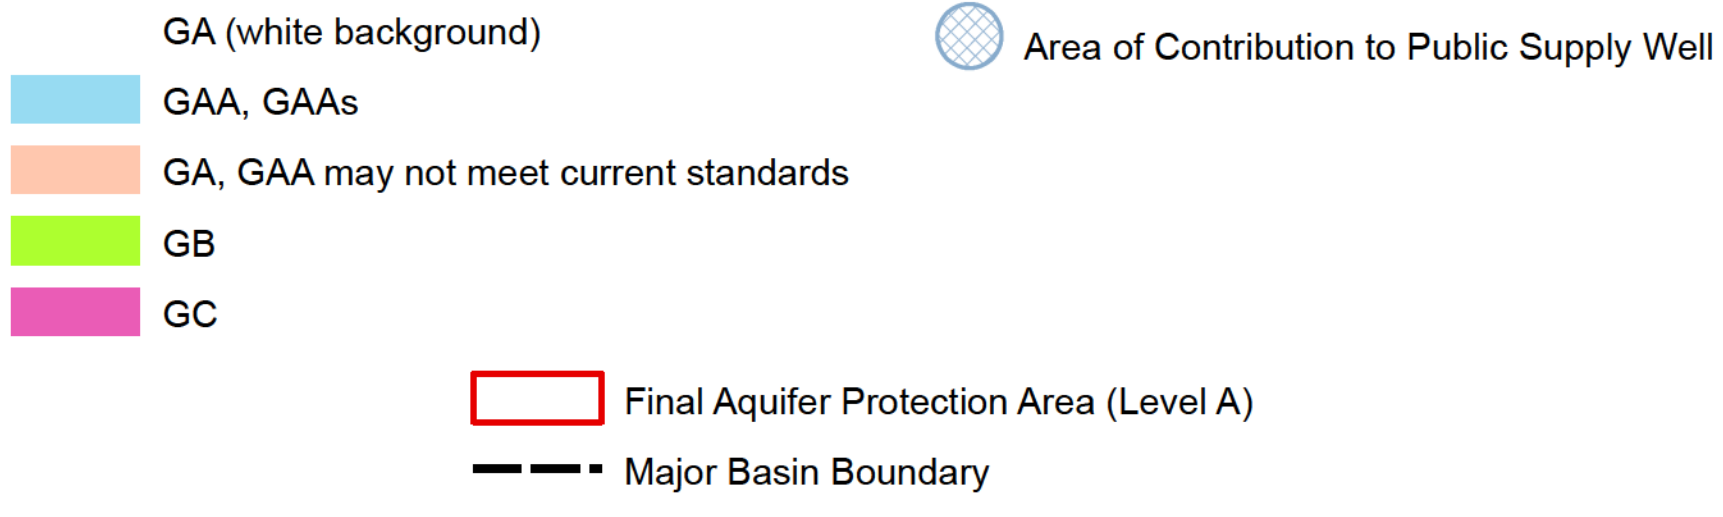 GA (white background)
Area of Contribution to Public Supply Well
GAA, GAAs
GA, GAA may not meet current standards
GB
GC
Final Aquifer Protection Area (Level A)
Major Basin Boundary